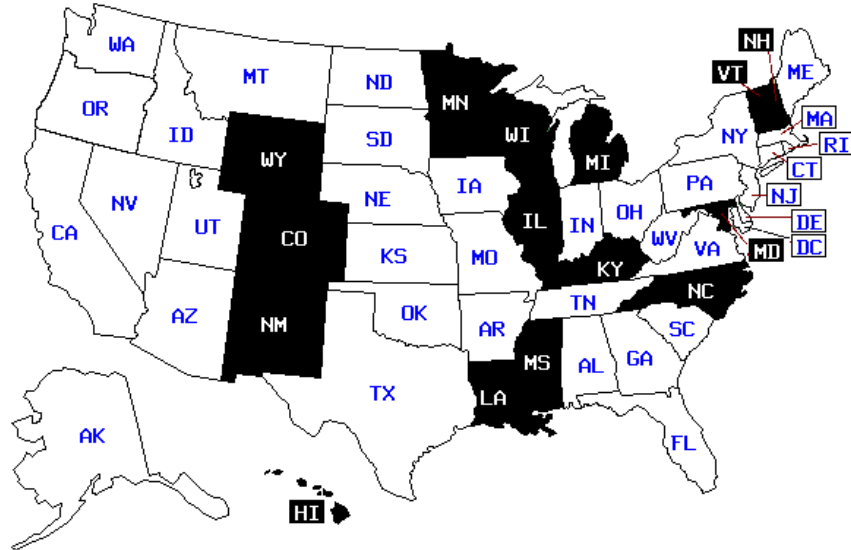 WA
MT
ND
MN
OR
ID
WY
SD
WI
MI
NH
VT
ME
NY
MA
RI
CT
NV
UT
CO
NE
IA
IL
IN
OH
PA
NJ
DE
DC
MD
CA
KS
MO
KY
WV
VA
AZ
NM
OK
AR
TN
NC
SC
TX
LA
MS
AL
GA
FL
AK
HI